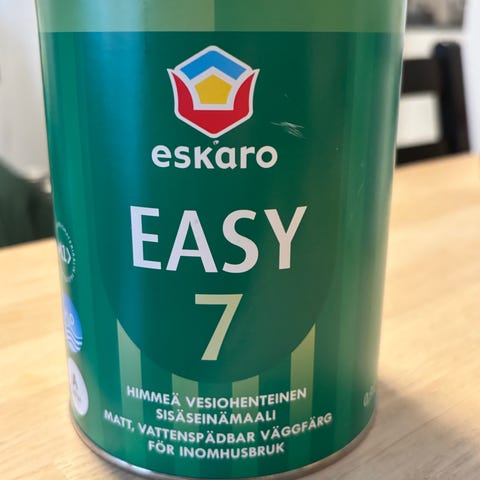 eskaro
EASY
7
HIMMEÄ VESIOHENTEINEN
SISÄSEINÄMAALI
MATT, VATTENSPÄDBAR VÄGGFÄRG
FÖR INOMHUSBRUK